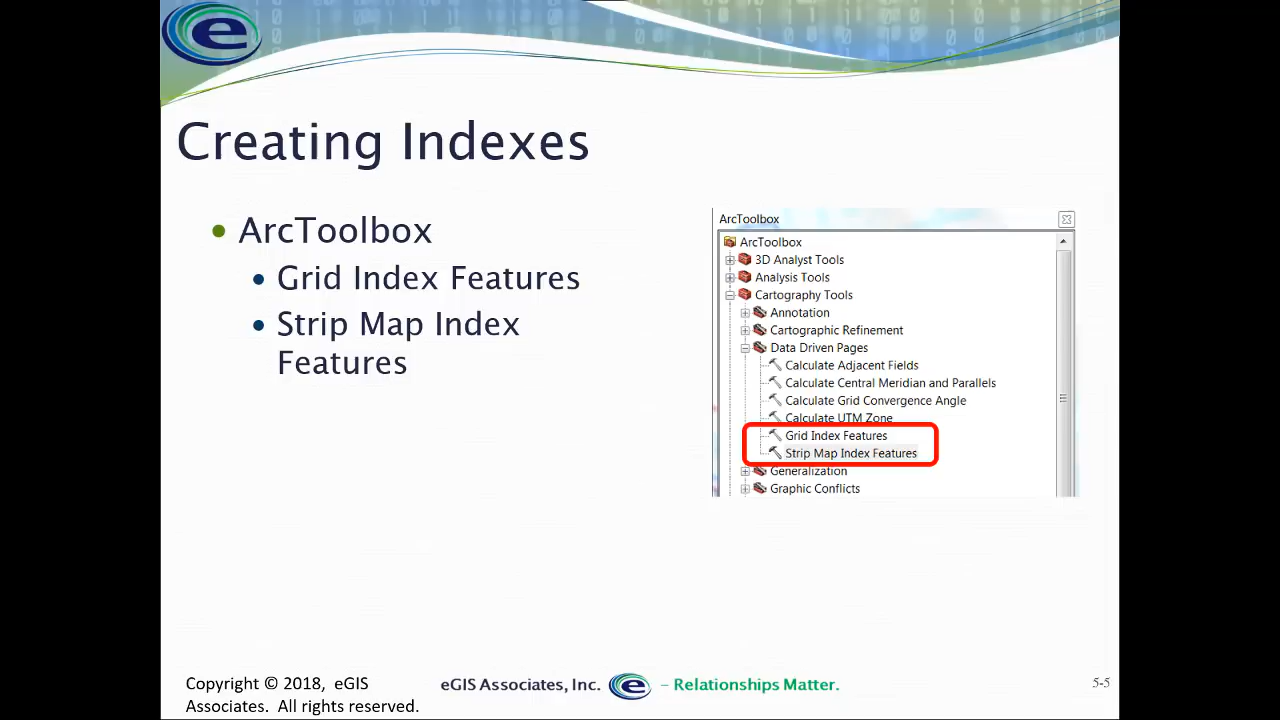 Creating Indexes
ArcToolbox
Grid Index Features
Strip Map Index
Features
ArcToolbox
ArcToolbox
3D Analyst Tools
Analysis Tools
Cartography Tools
Annotation
Cartographic Refinement
Data Driven Pages
Calculate Adjacent Fields
Calculate Central Meridian and Parallels
Calculate Grid Convergence Angle
Calculate UTM Zone
Grid Index Features
Strip Map Index Features
Generalization
Graphic Conflicts
Copyright © 2018, eGIS
Associates. All rights reserved.
eGIS Associates, Inc. e – Relationships Matter.
5-5